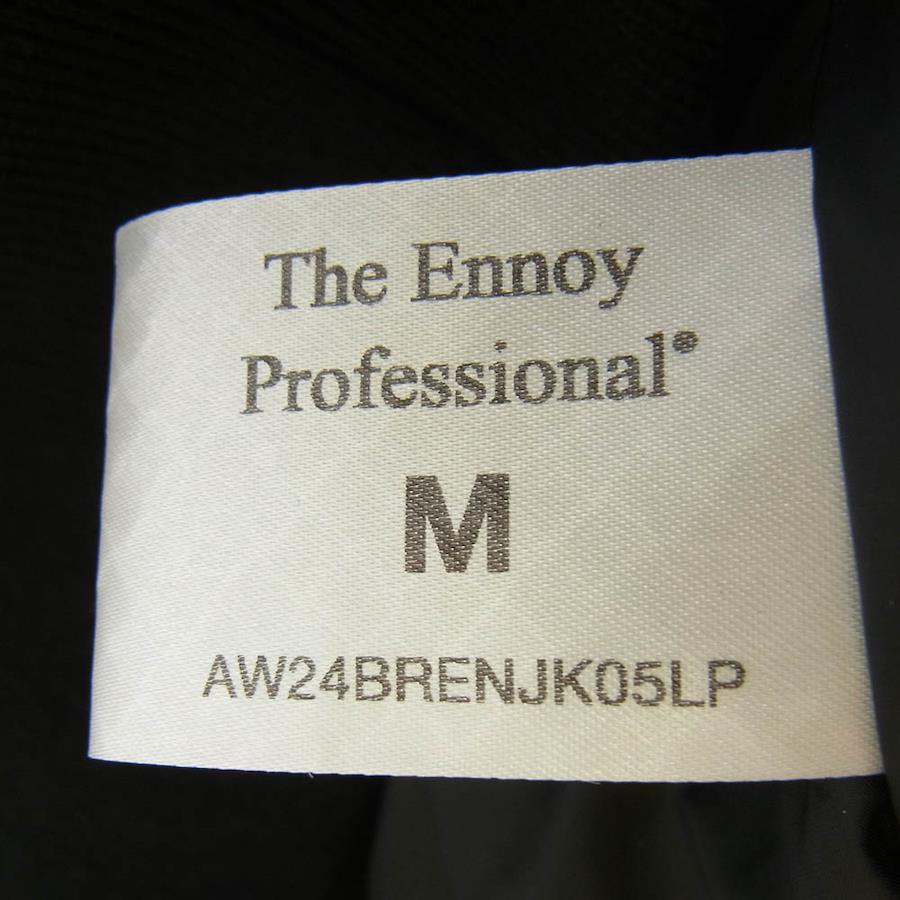 The Ennoy
Professional®
M
AW24BRENJK05LP